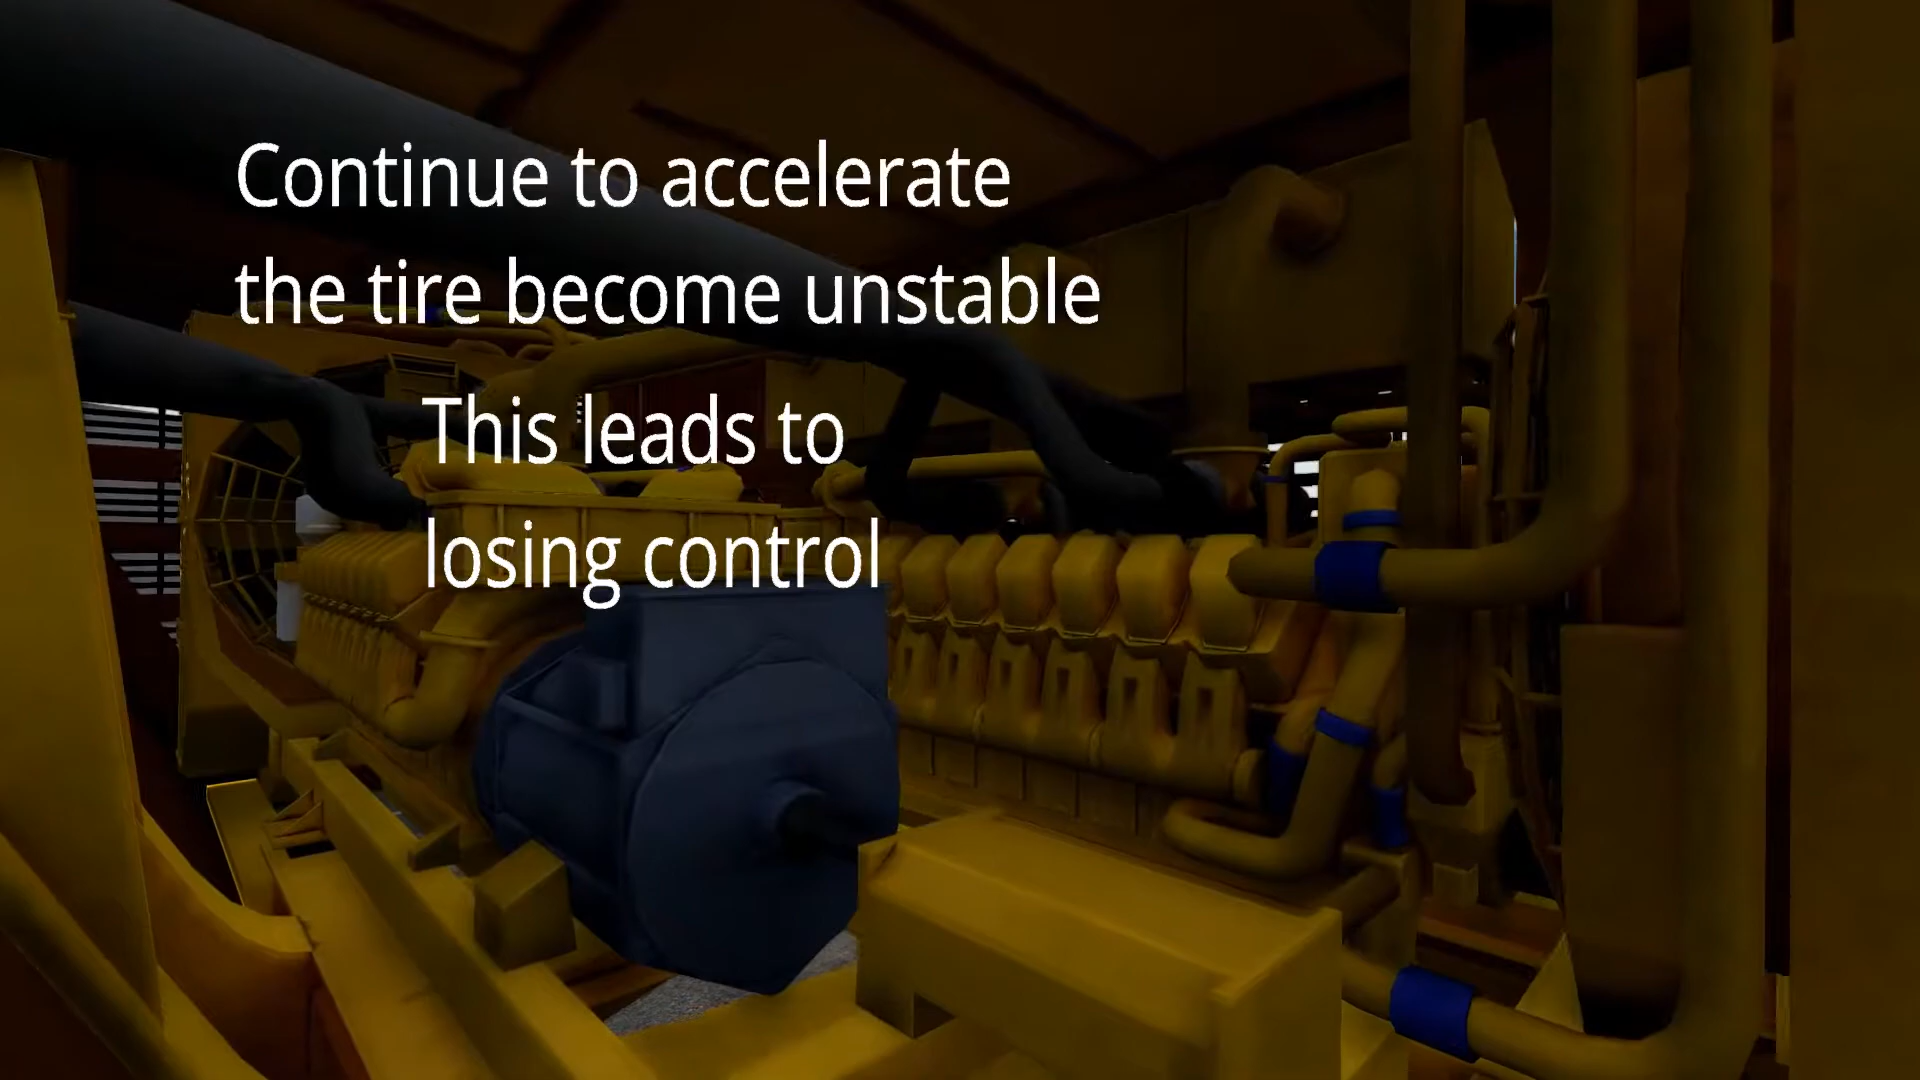 Continue to accelerate
the tire become unstable
This leads to
losing control